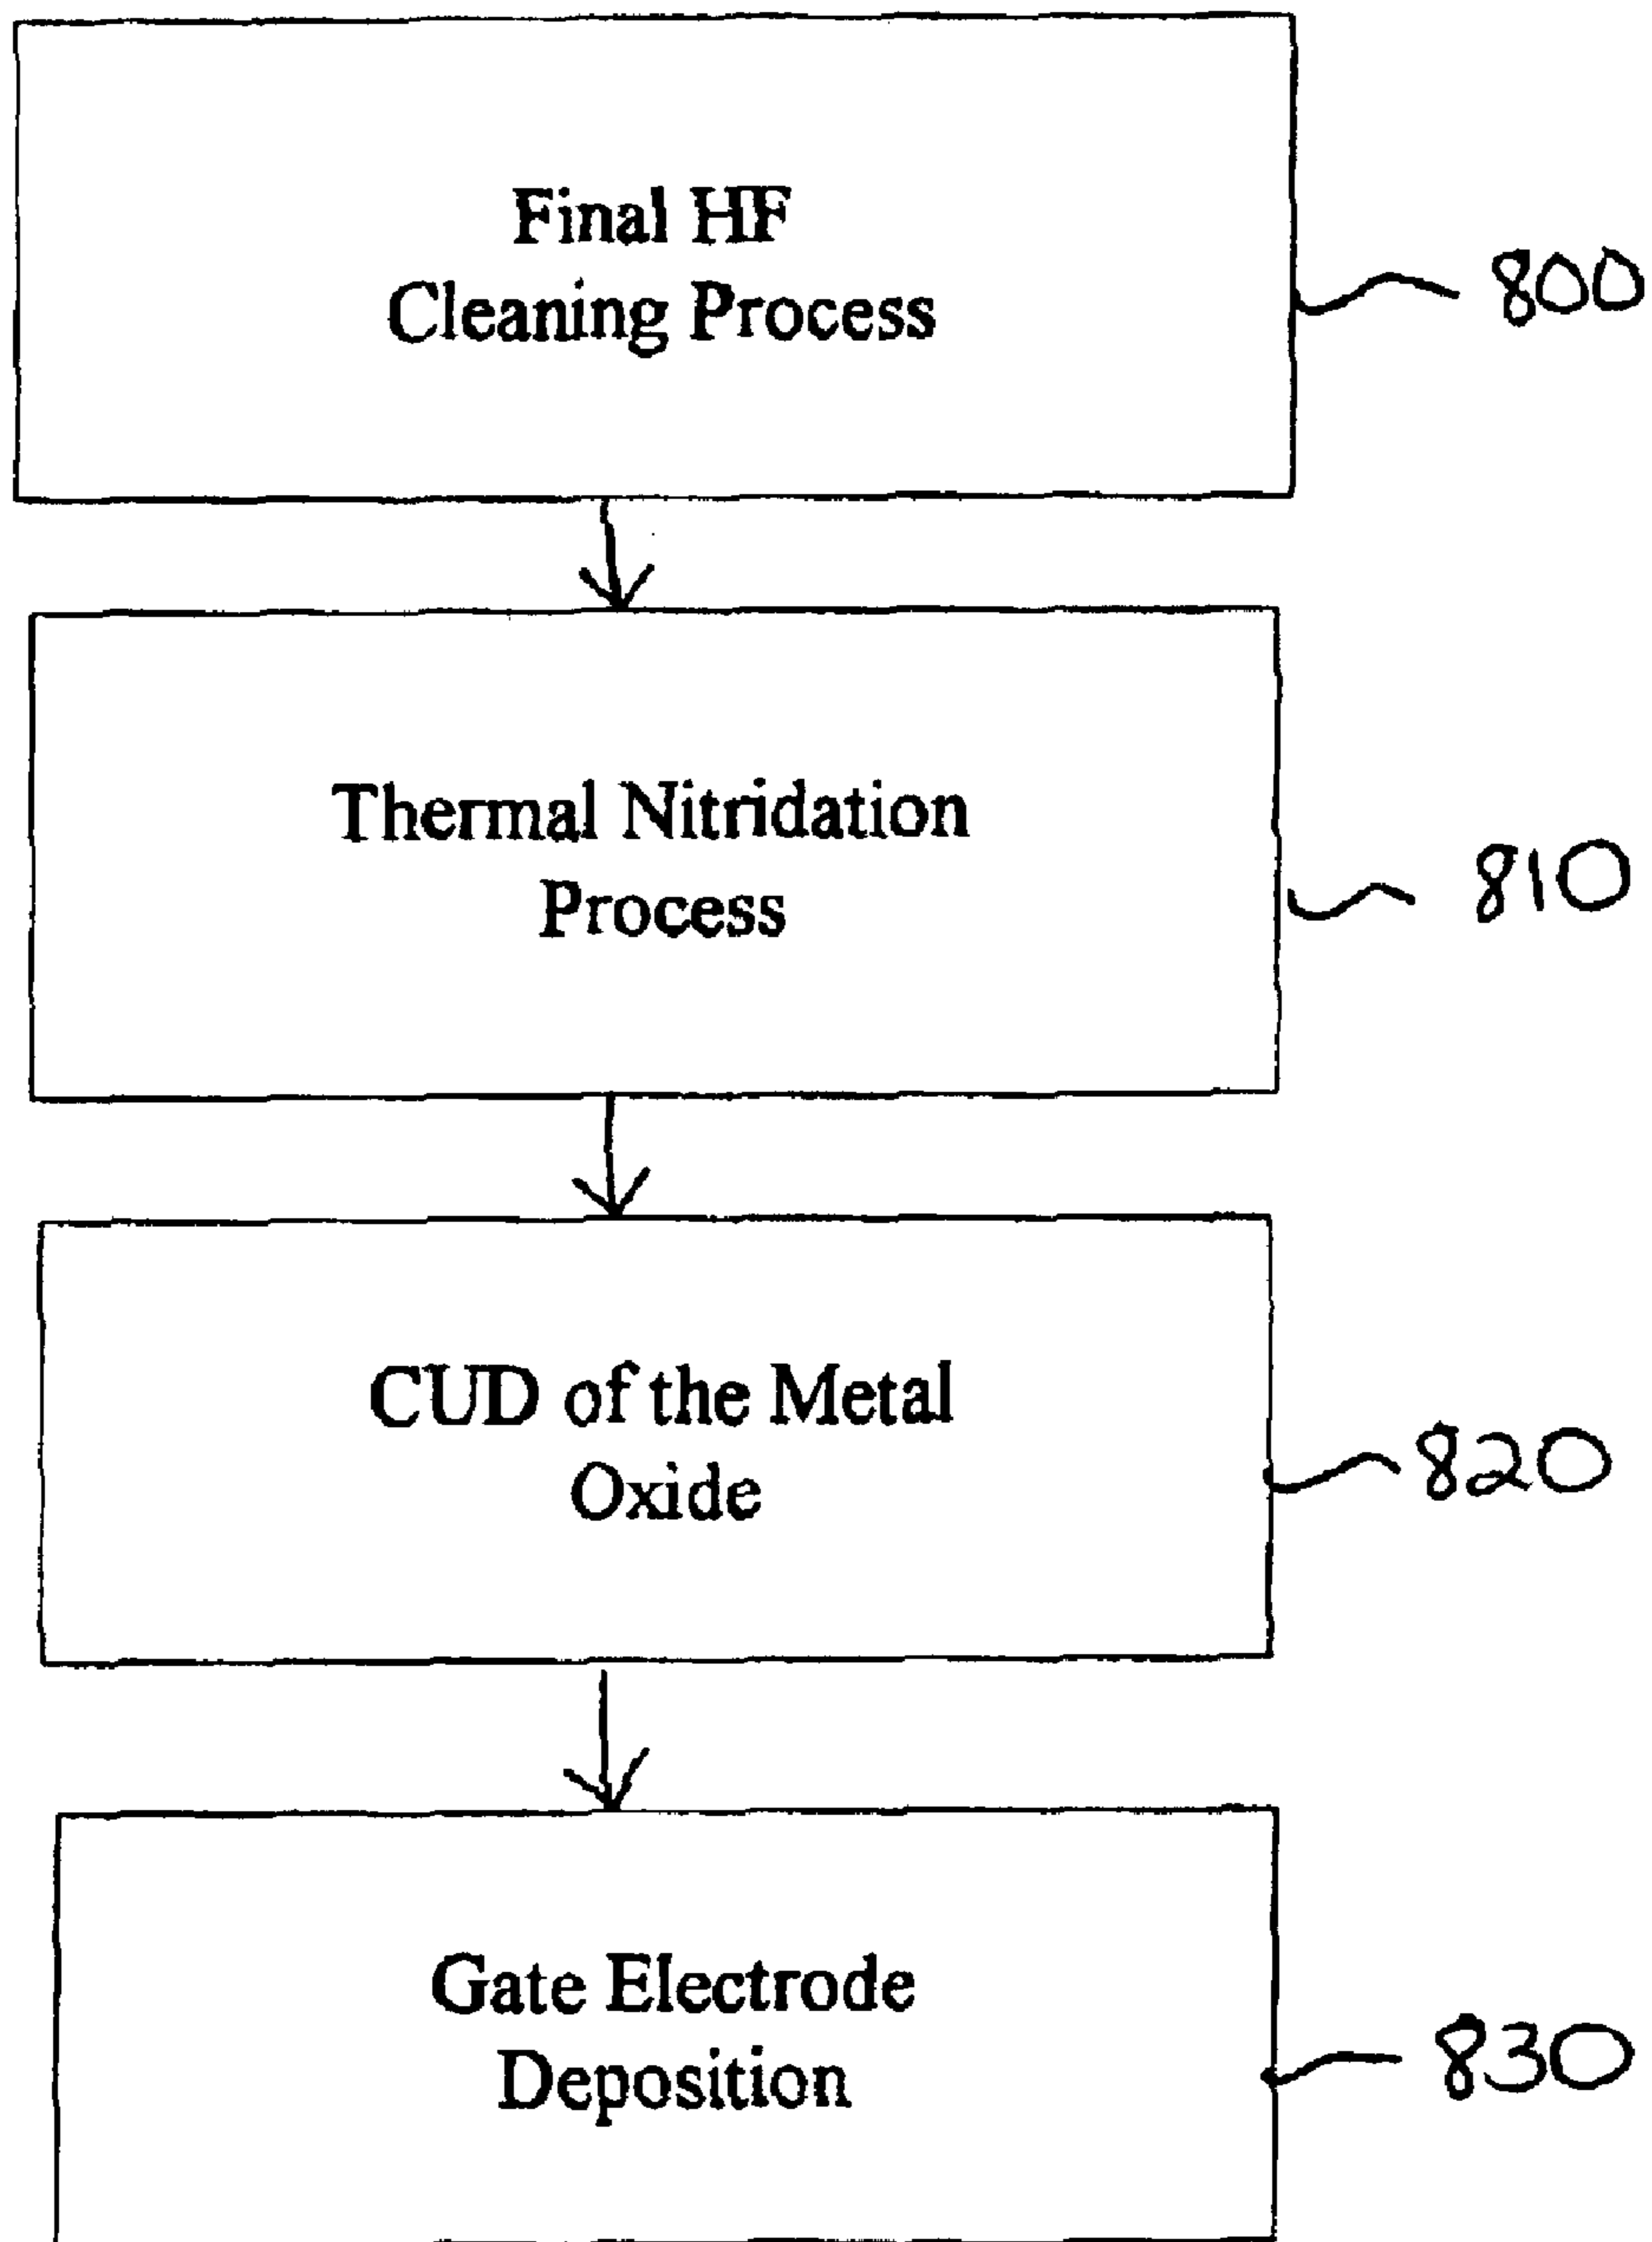 Final HF
Cleaning Process
800
Thermal Nitridation
Process
810
CUD of the Metal
Oxide
820
Gate Electrode
Deposition
830